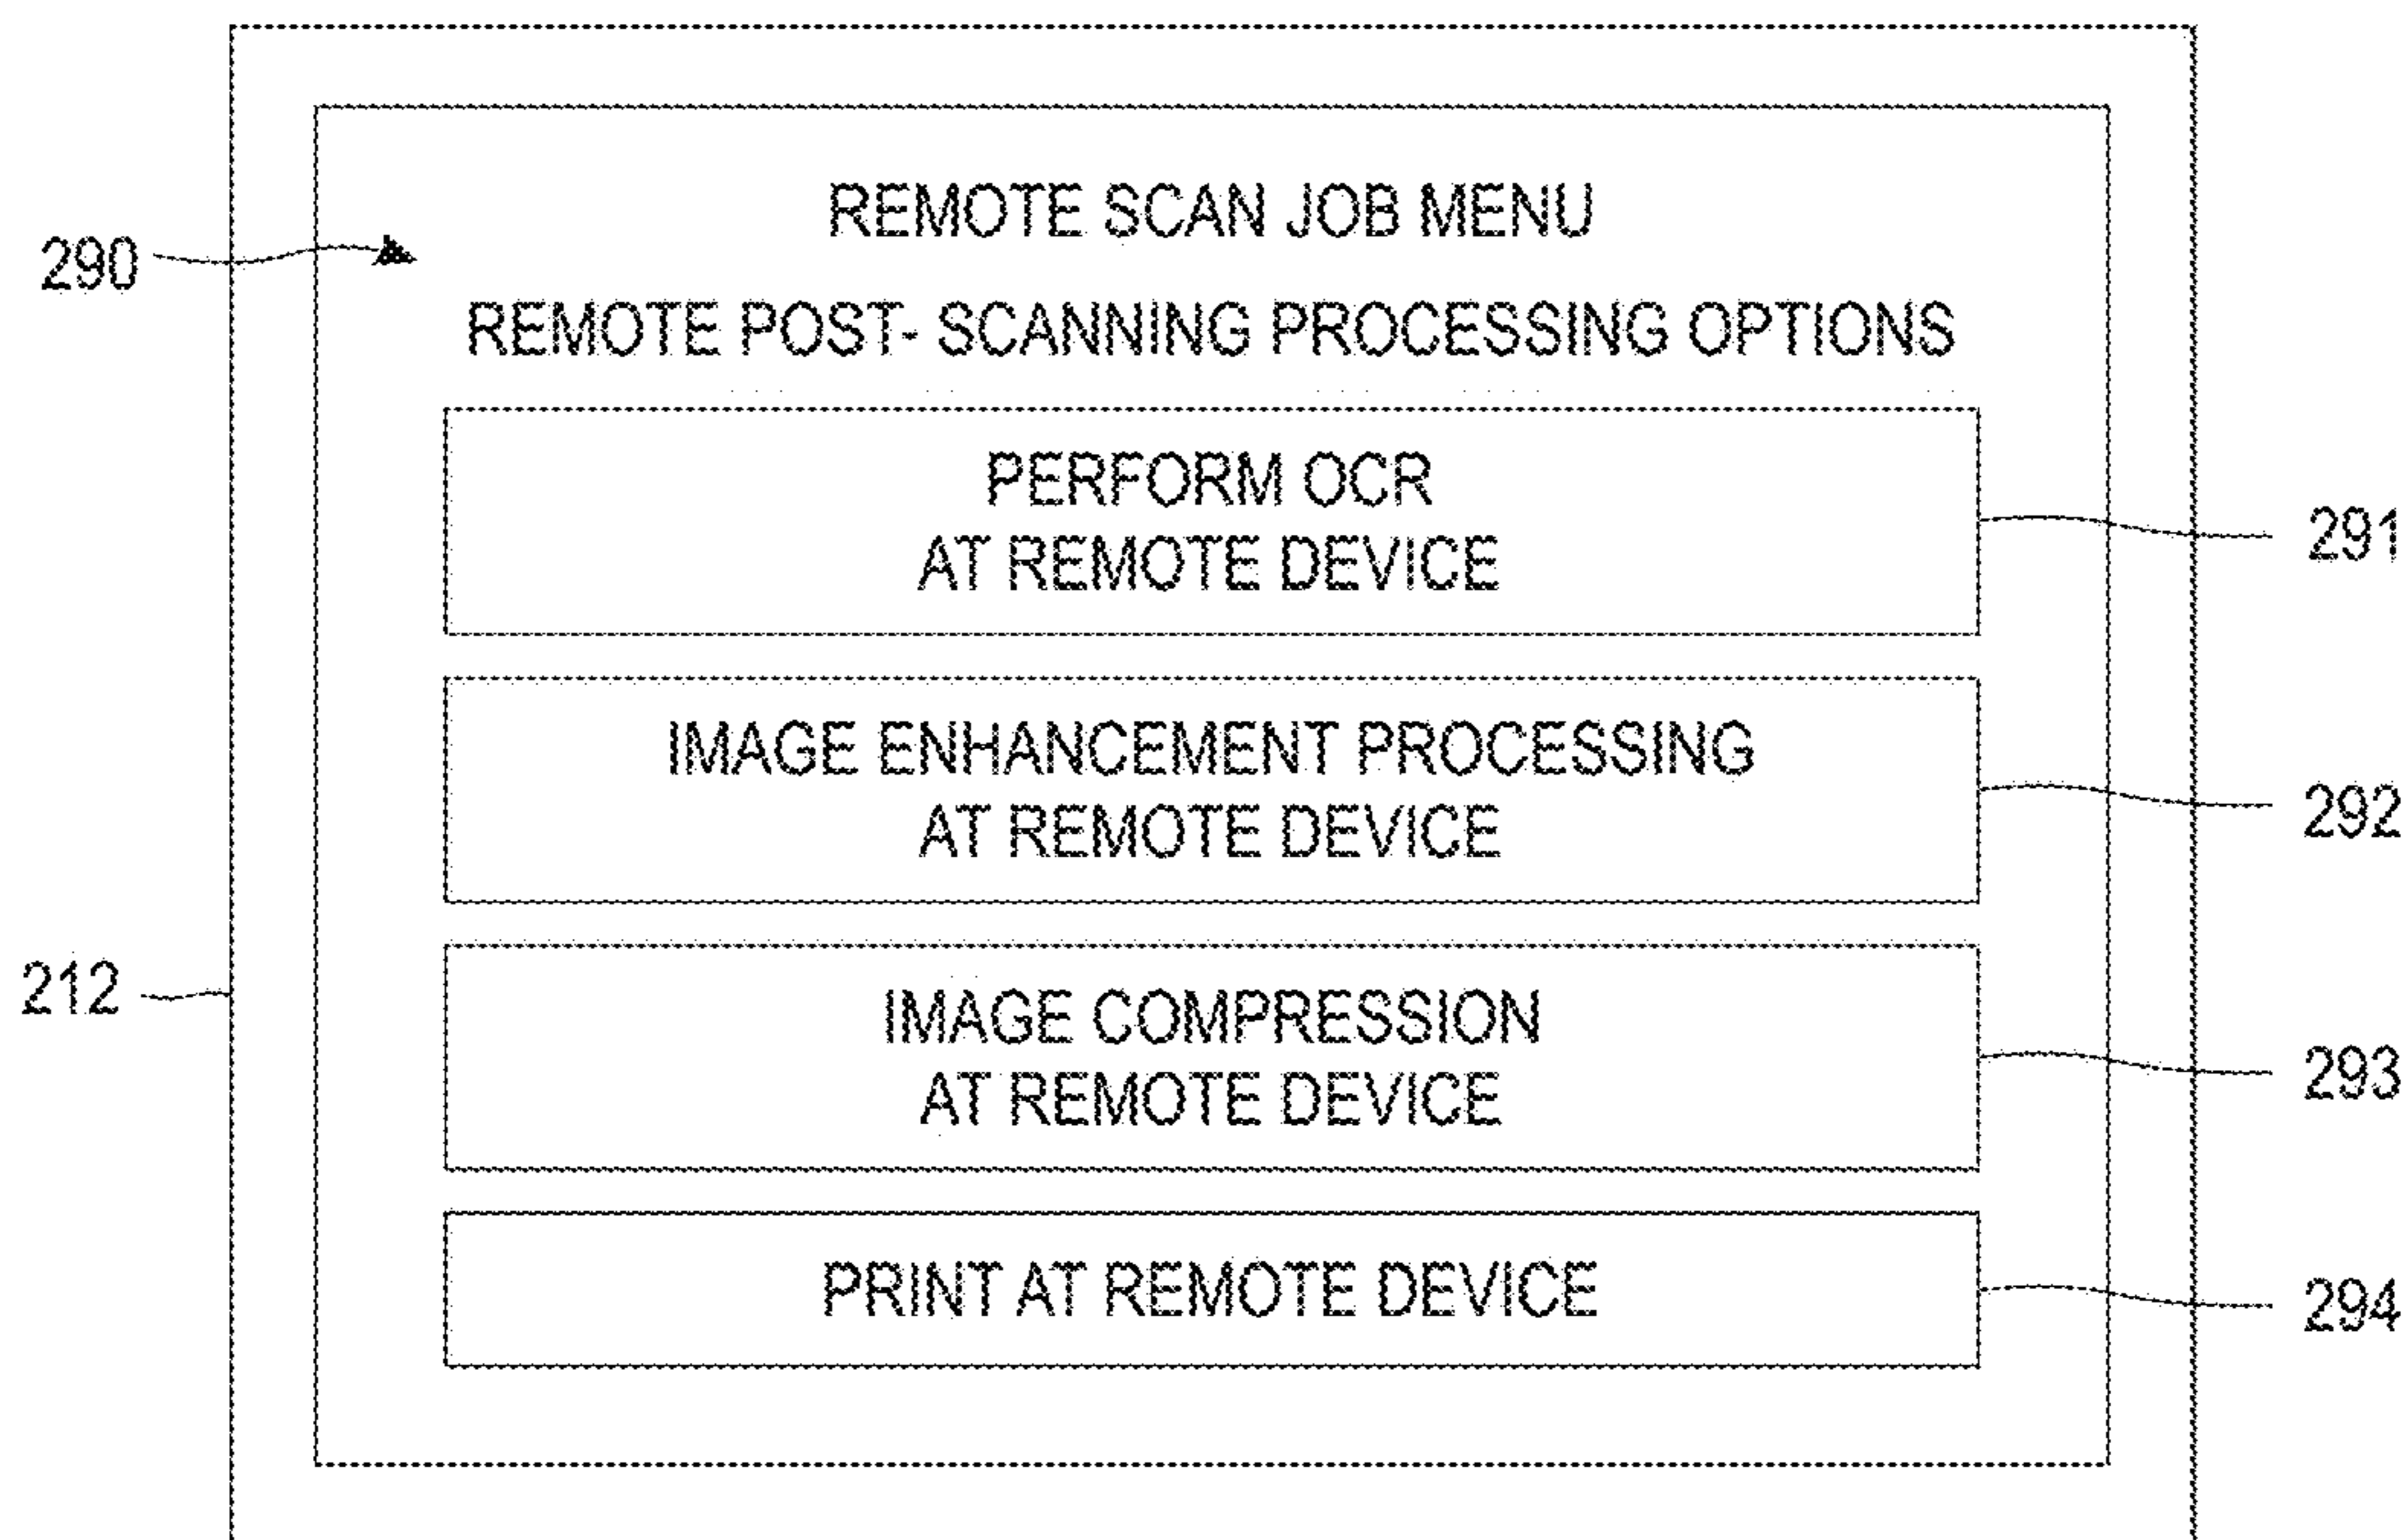 REMOTE SCAN JOB MENU
290
REMOTE POST- SCANNING PROCESSING OPTIONS
PERFORM OCR
AT REMOTE DEVICE
291
IMAGE ENHANCEMENT PROCESSING
AT REMOTE DEVICE
292
212
IMAGE COMPRESSION
AT REMOTE DEVICE
293
PRINT AT REMOTE DEVICE
294